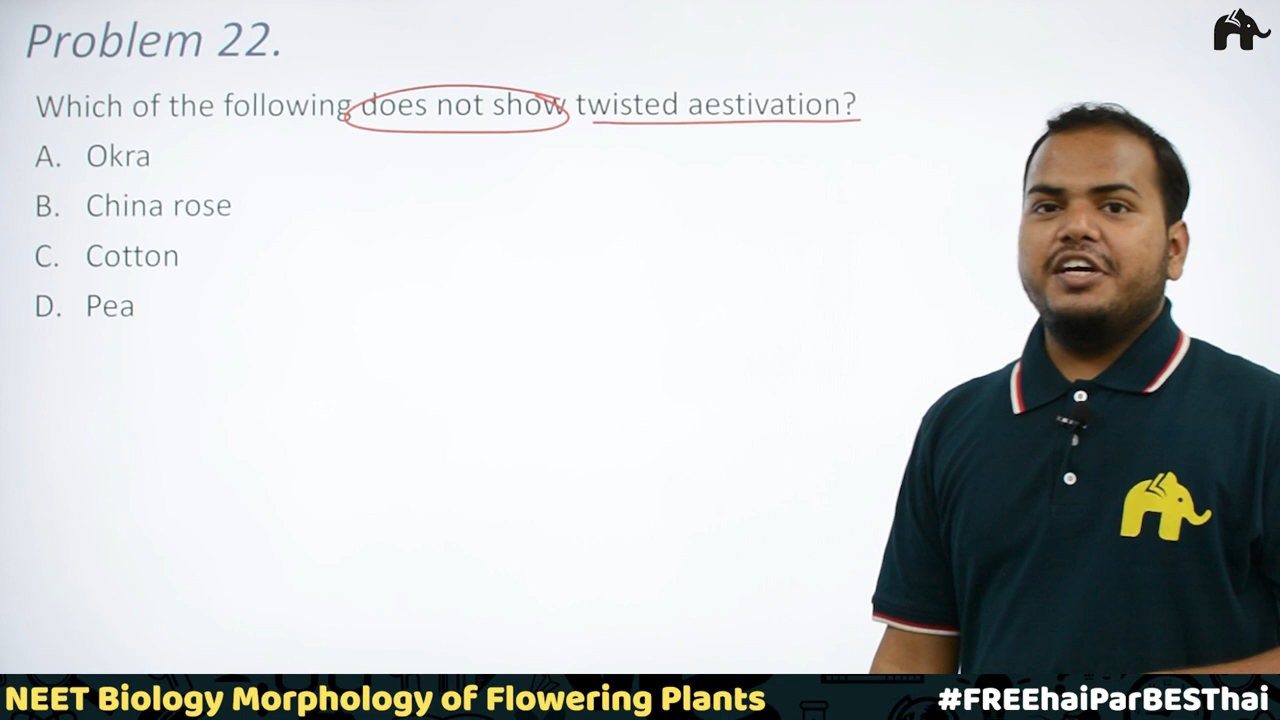 Problem 22.
Which of the following does not show twisted aestivation?
A. Okra
B. China rose
C. Cotton
D. Pea
NEET Biology Morphology of Flowering Plants
#FREEhaiParBESThai